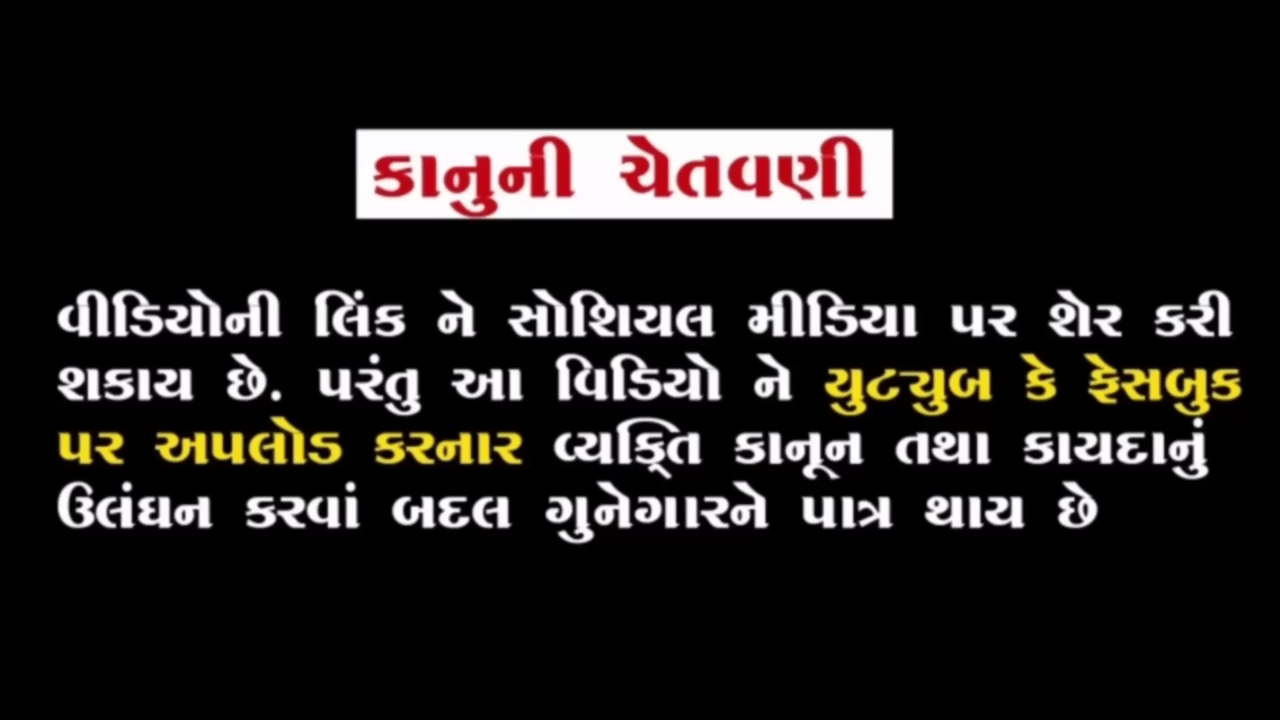 કાનુની ચેતવણી
વીડિયોની લિંક ને સોશિયલ મીડિયા પર શેર કરી
શકાય છે. પરંતુ આ વિડિયો ને યુટ્યુબ કે ફેસબુક
પર અપલોડ કરનાર વ્યકિ્ત કાનૂન તથા કાયદાનું
ઉલંઘન કરવાં બદલ ગુનેગારને પાત્ર થાય છે